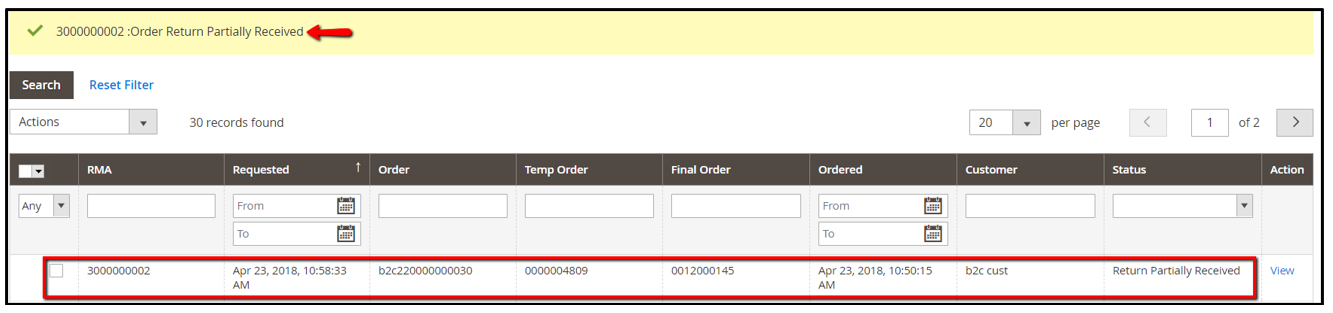 3000000002 :Order Return Partially Received
Search Reset Filter
Actions 30 records found 20 per page 1 of 2
RMA Requested ↑ Order Temp Order Final Order Ordered Customer Status Action
Any From From
To To
3000000002 Apr 23, 2018, 10:58:33 b2c220000000030 0000004809 0012000145 Apr 23, 2018, 10:50:15 b2c cust Return Partially Received View
AM AM